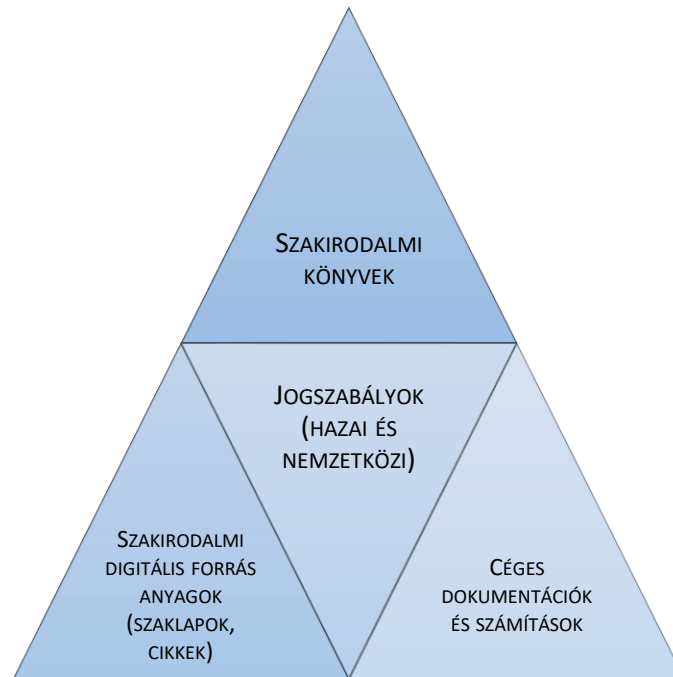 Szakirodalmi
könyvek
Jogszabályok
(hazai és
nemzetközi)
Szakirodalmi
digitális forrás
anyagok
(szaklapok,
cikkek)
Céges
dokumentációk
és számítások